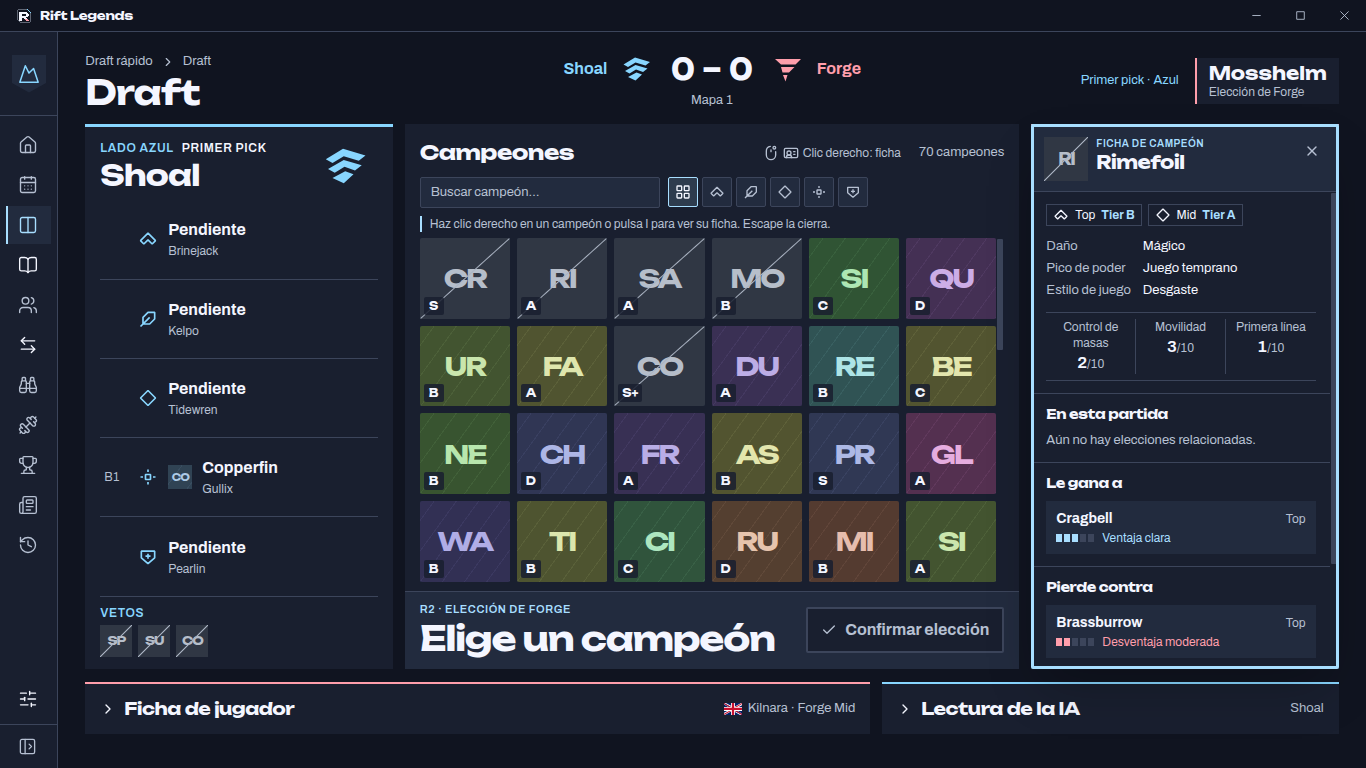 Rift Legends
Draft rápido > Draft
Draft
Shoal 0 – 0 Forge
Mapa 1
Primer pick · Azul
Mosshelm
Elección de Forge
LADO AZUL PRIMER PICK
Shoal
Pendiente
Brinejack
Pendiente
Kelpo
Pendiente
Tidewren
B1 CO Copperfin
Gullix
Pendiente
Pearlin
VETOS
SP SU CO
Campeones
Clic derecho: ficha
70 campeones
Buscar campeón...
Haz clic derecho en un campeón o pulsa I para ver su ficha. Escape la cierra.
CR RI SA MO SI QU
S A A B C D
UR FA CO DU RE BE
B A S+ A B C
NE CH FR AS PR GL
B D A B S A
WA TI CI RU MI SI
B B C D B A
R2 · ELECCIÓN DE FORGE
Elige un campeón
Confirmar elección
RI
FICHA DE CAMPEÓN
Rimefoil
Top Tier B Mid Tier A
Daño Mágico
Pico de poder Juego temprano
Estilo de juego Desgaste
Control de masas 2/10
Movilidad 3/10
Primera línea 1/10
En esta partida
Aún no hay elecciones relacionadas.
Le gana a
Cragbell Top
Ventaja clara
Pierde contra
Brassburrow Top
Desventaja moderada
Ficha de jugador
Kilnara · Forge Mid
Lectura de la IA
Shoal